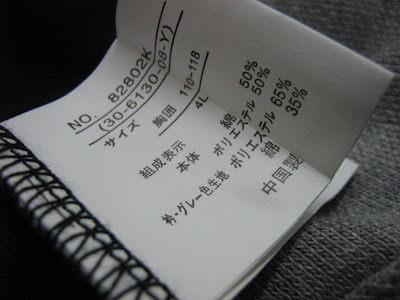 NO. 82802K
(30-6130-08-Y)
サイズ 胸囲 110-118
4L
組成表示
本体 綿 50%
ポリエステル 50%
衿・グレー色生地 ポリエステル 65%
綿 35%
中国製